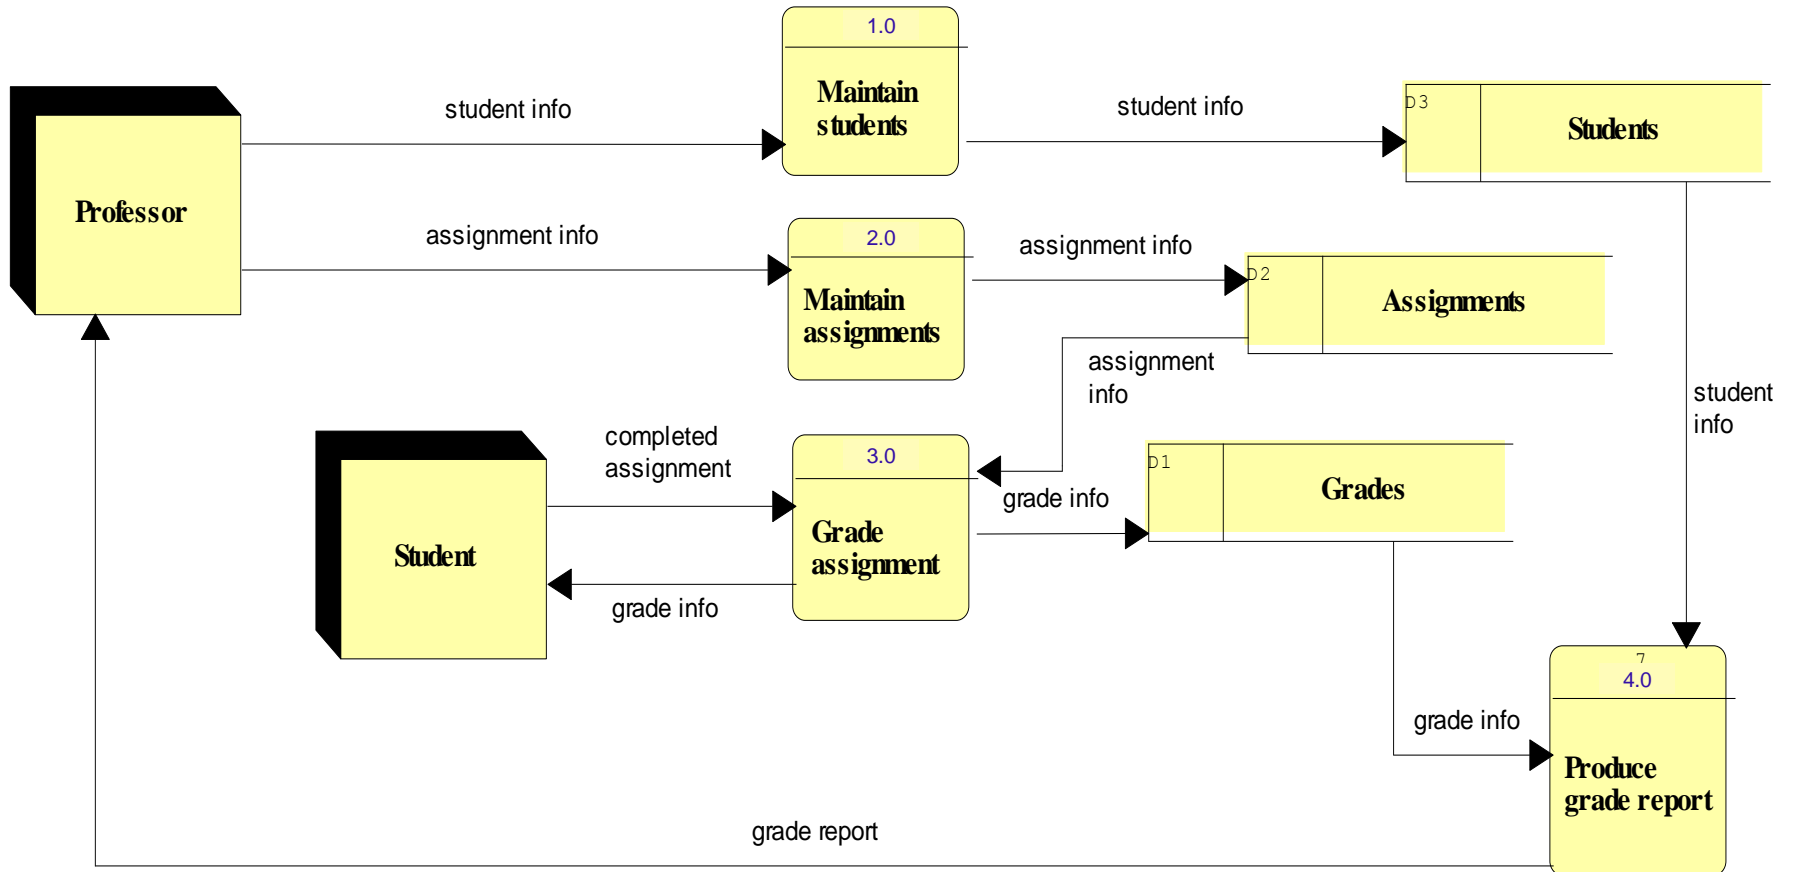 1.0
Maintain
students
student info
student info
D3
Students
Professor
assignment info
2.0
Maintain
assignments
assignment info
D2
Assignments
assignment
info
student
info
completed
assignment
3.0
Grade
assignment
grade info
D1
Grades
Student
grade info
7
4.0
Produce
grade report
grade info
grade report